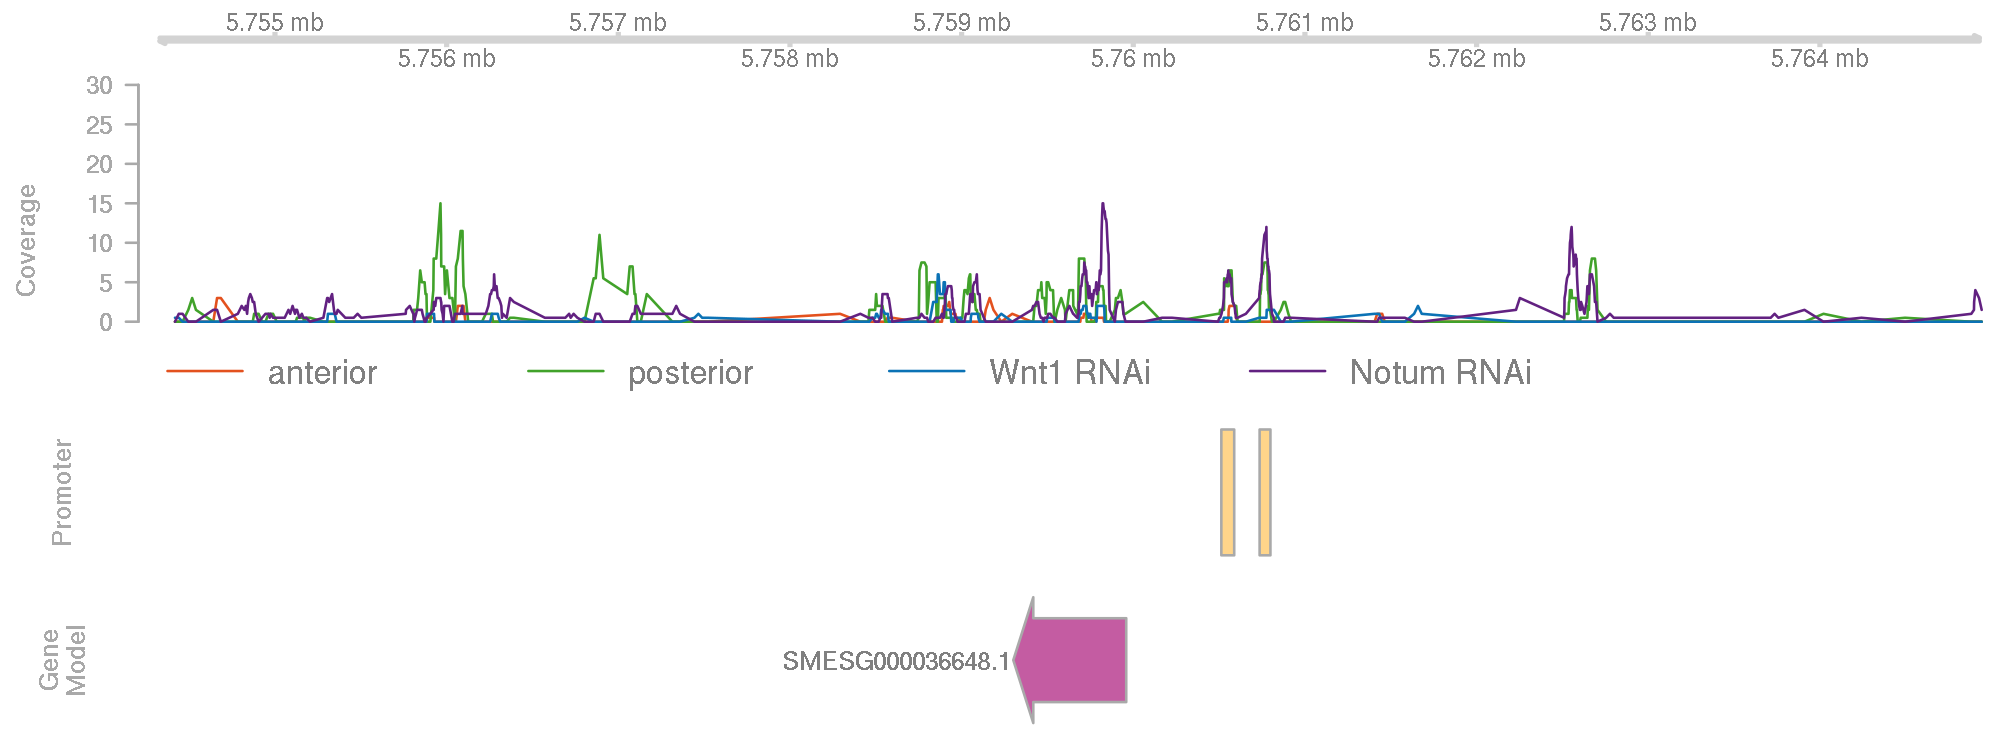 5.755 mb 5.757 mb 5.759 mb 5.761 mb 5.763 mb
5.756 mb 5.758 mb 5.76 mb 5.762 mb 5.764 mb
30
25
20
15
10
5
0
Coverage
anterior posterior Wnt1 RNAi Notum RNAi
Promoter
Gene
Model
SMESG000036648.1